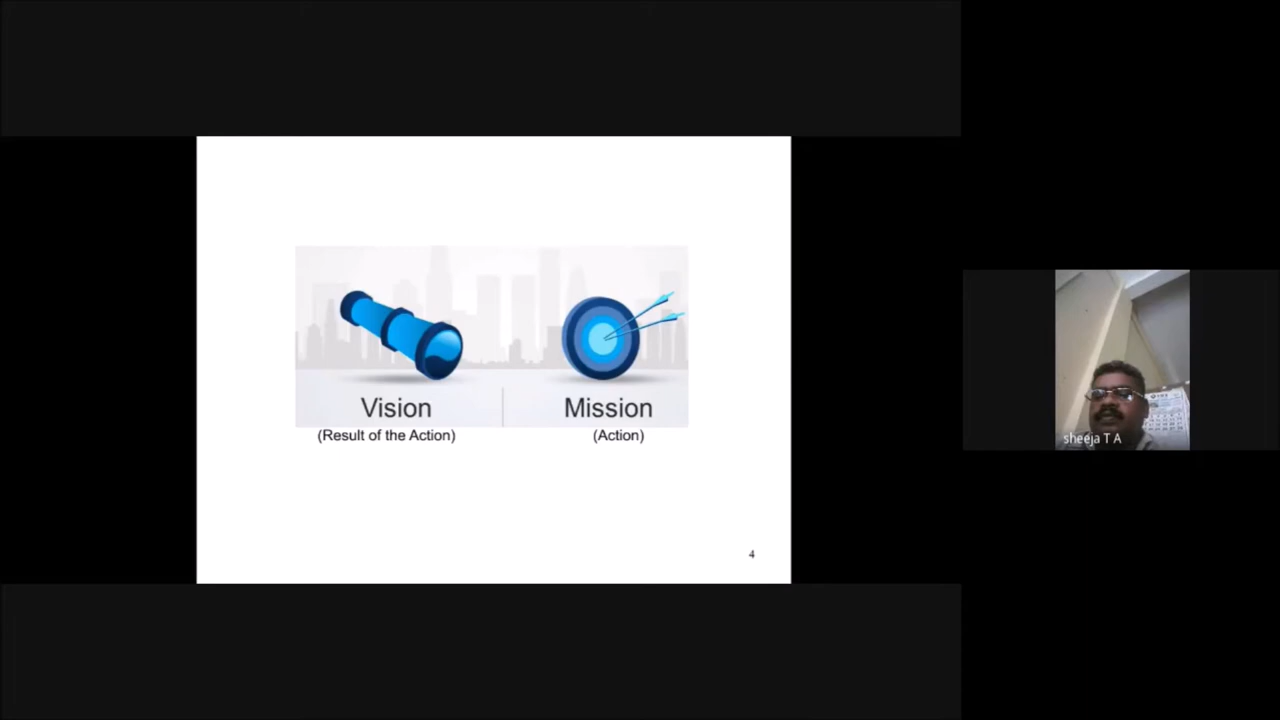 Vision
Mission
(Result of the Action)
(Action)
4
sheeja T A